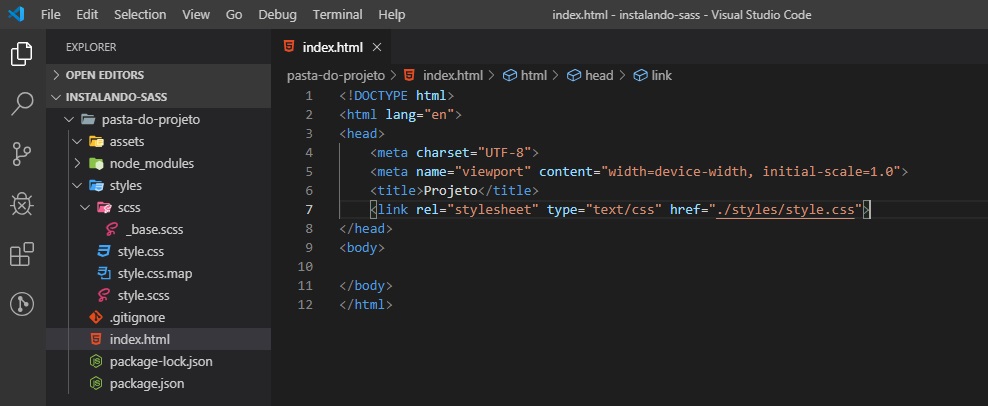 File Edit Selection View Go Debug Terminal Help index.html - instalando-sass - Visual Studio Code
EXPLORER
OPEN EDITORS
INSTALANDO-SASS
pasta-do-projeto
assets
node_modules
styles
scss
_base.scss
style.css
style.css.map
style.scss
.gitignore
index.html
package-lock.json
package.json
index.html
pasta-do-projeto > index.html > html > head > link
1 <!DOCTYPE html>
2 <html lang="en">
3 <head>
4 <meta charset="UTF-8">
5 <meta name="viewport" content="width=device-width, initial-scale=1.0">
6 <title>Projeto</title>
7 <link rel="stylesheet" type="text/css" href="./styles/style.css">
8 </head>
9 <body>
10
11 </body>
12 </html>